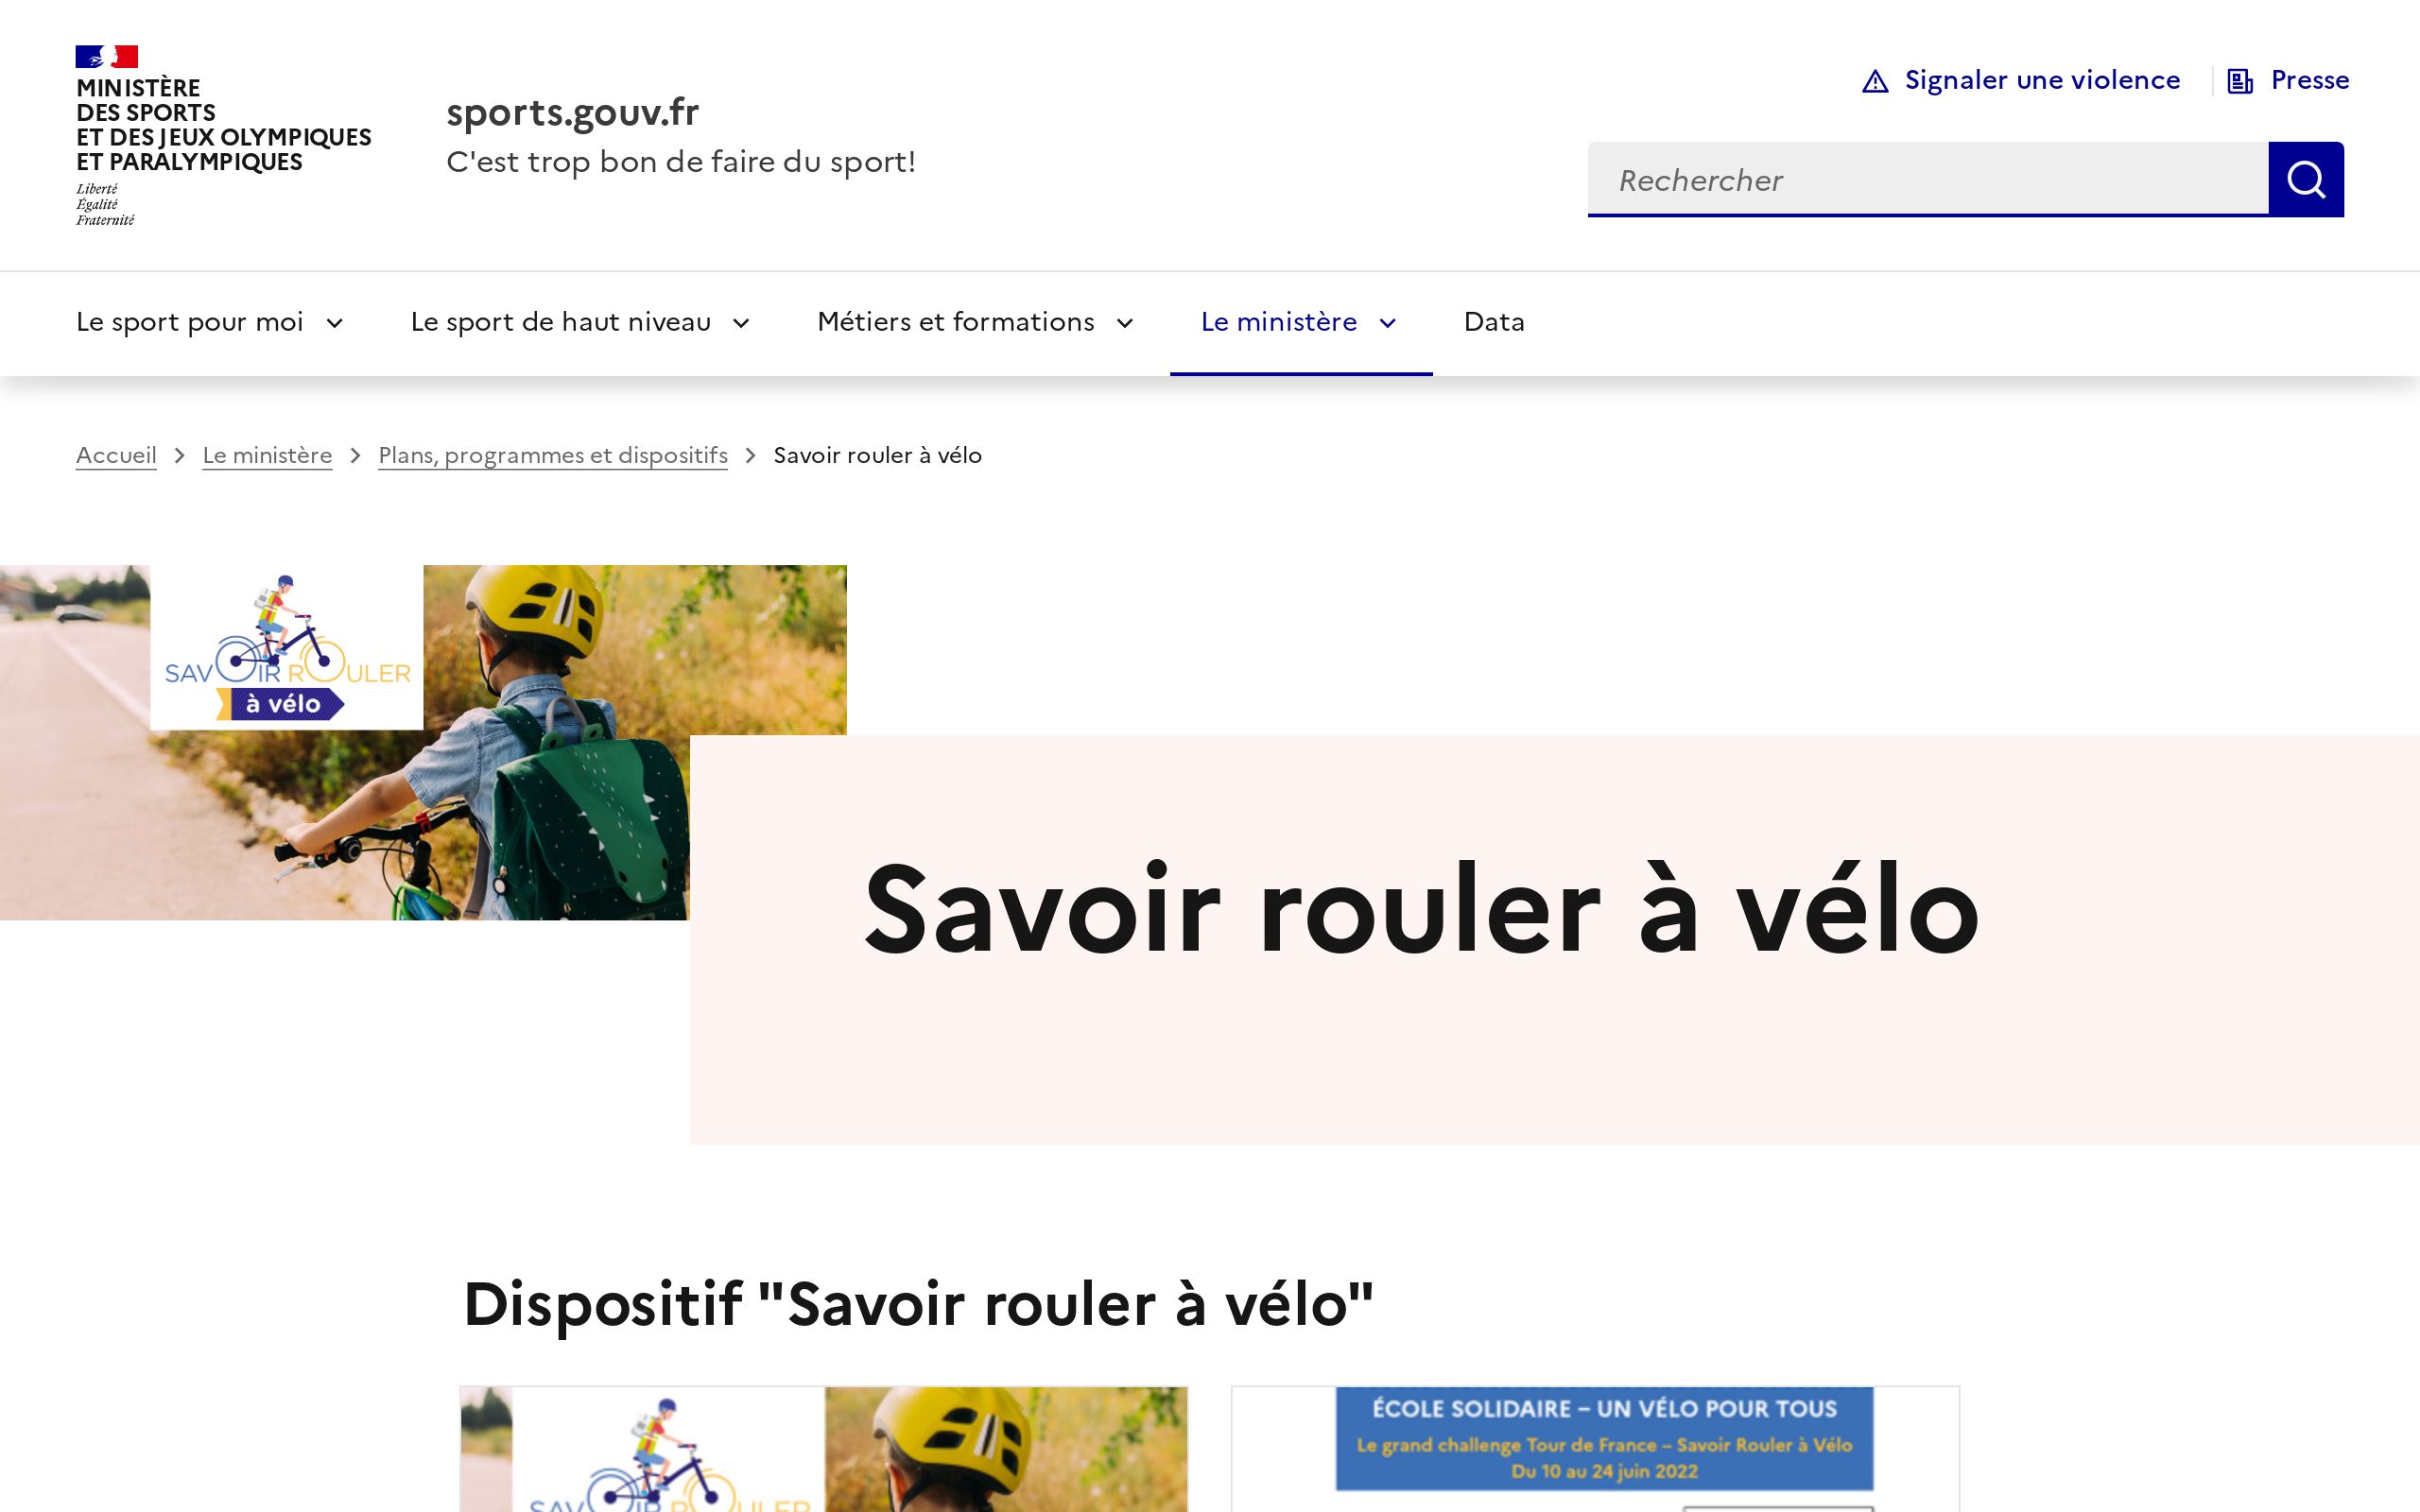 MINISTÈRE
DES SPORTS
ET DES JEUX OLYMPIQUES
ET PARALYMPIQUES
Liberté
Égalité
Fraternité
sports.gouv.fr
C'est trop bon de faire du sport!
Signaler une violence
Presse
Rechercher
Le sport pour moi
Le sport de haut niveau
Métiers et formations
Le ministère
Data
Accueil
Le ministère
Plans, programmes et dispositifs
Savoir rouler à vélo
SAVOIR ROULER
à vélo
Savoir rouler à vélo
Dispositif "Savoir rouler à vélo"
SAVOIR ROULER
ÉCOLE SOLIDAIRE – UN VÉLO POUR TOUS
Le grand challenge Tour de France – Savoir Rouler à Vélo
Du 10 au 24 juin 2022